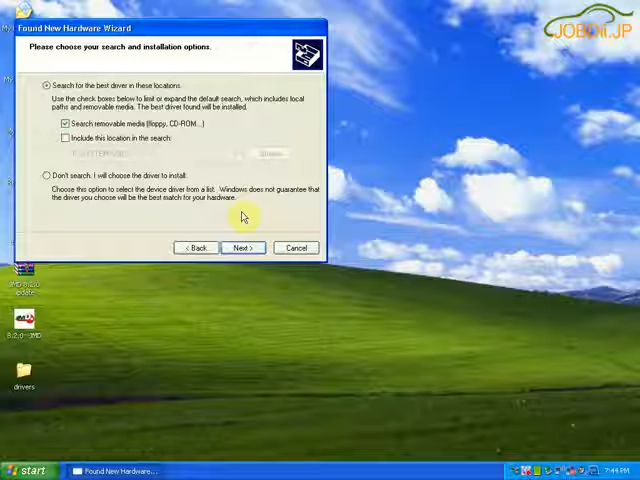 Found New Hardware Wizard
JOBDii.JP
Please choose your search and installation options.
Search for the best driver in these locations.
Use the check boxes below to limit or expand the default search, which includes local
paths and removable media. The best driver found will be installed.
Search removable media (floppy, CD-ROM...)
Include this location in the search:
Don't search. I will choose the driver to install.
Choose this option to select the device driver from a list. Windows does not guarantee that
the driver you choose will be the best match for your hardware.
< Back
Next >
Cancel
update
drivers
start
Found New Hardware...
7:44 PM